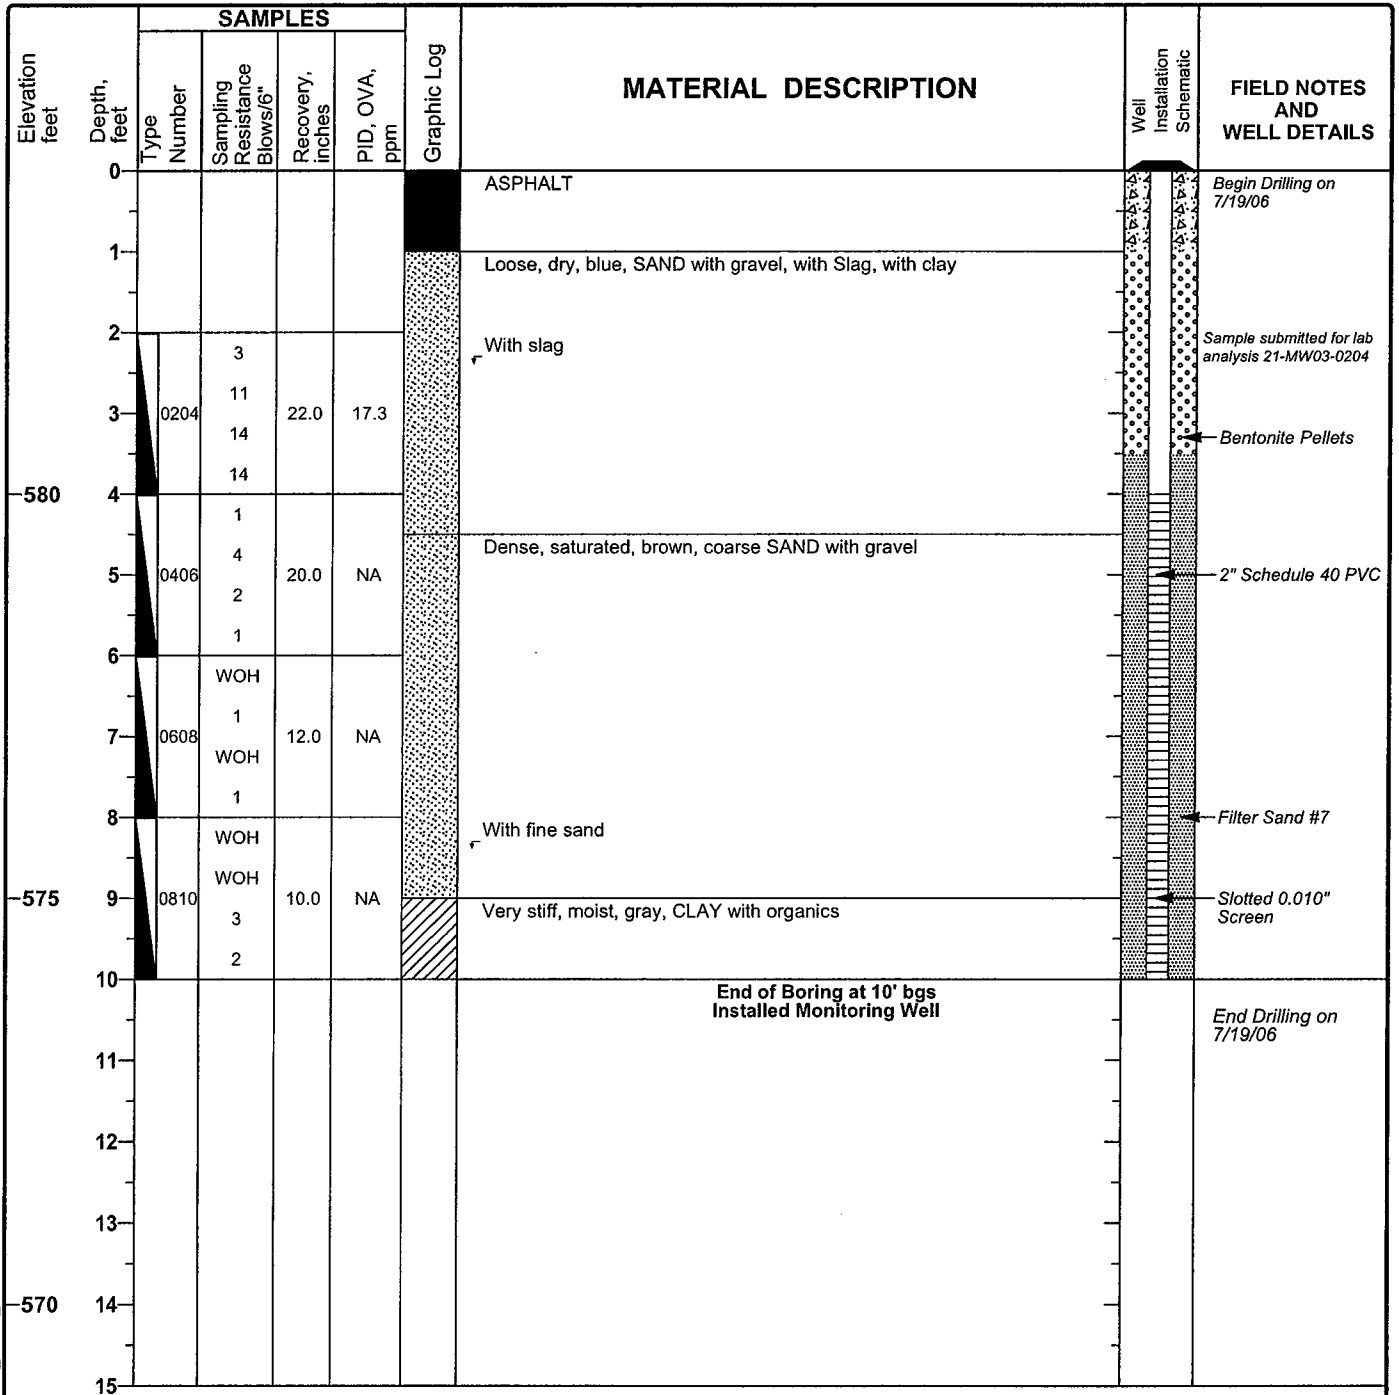 SAMPLES
Elevation
feet
Depth,
feet
Type
Number
Sampling
Resistance
Blows/6"
Recovery,
inches
PID, OVA,
ppm
Graphic Log
MATERIAL DESCRIPTION
Well
Installation
Schematic
FIELD NOTES
AND
WELL DETAILS
0
ASPHALT
Begin Drilling on
7/19/06
1
Loose, dry, blue, SAND with gravel, with Slag, with clay
2
With slag
Sample submitted for lab
analysis 21-MW03-0204
3
11
3
0204
22.0
17.3
14
Bentonite Pellets
14
580
4
1
Dense, saturated, brown, coarse SAND with gravel
4
5
0406
20.0
NA
2" Schedule 40 PVC
2
1
6
WOH
1
7
0608
12.0
NA
WOH
1
8
Filter Sand #7
With fine sand
WOH
WOH
575
9
0810
10.0
NA
Slotted 0.010"
Screen
Very stiff, moist, gray, CLAY with organics
3
2
10
End of Boring at 10' bgs
Installed Monitoring Well
End Drilling on
7/19/06
11
12
13
570
14
15